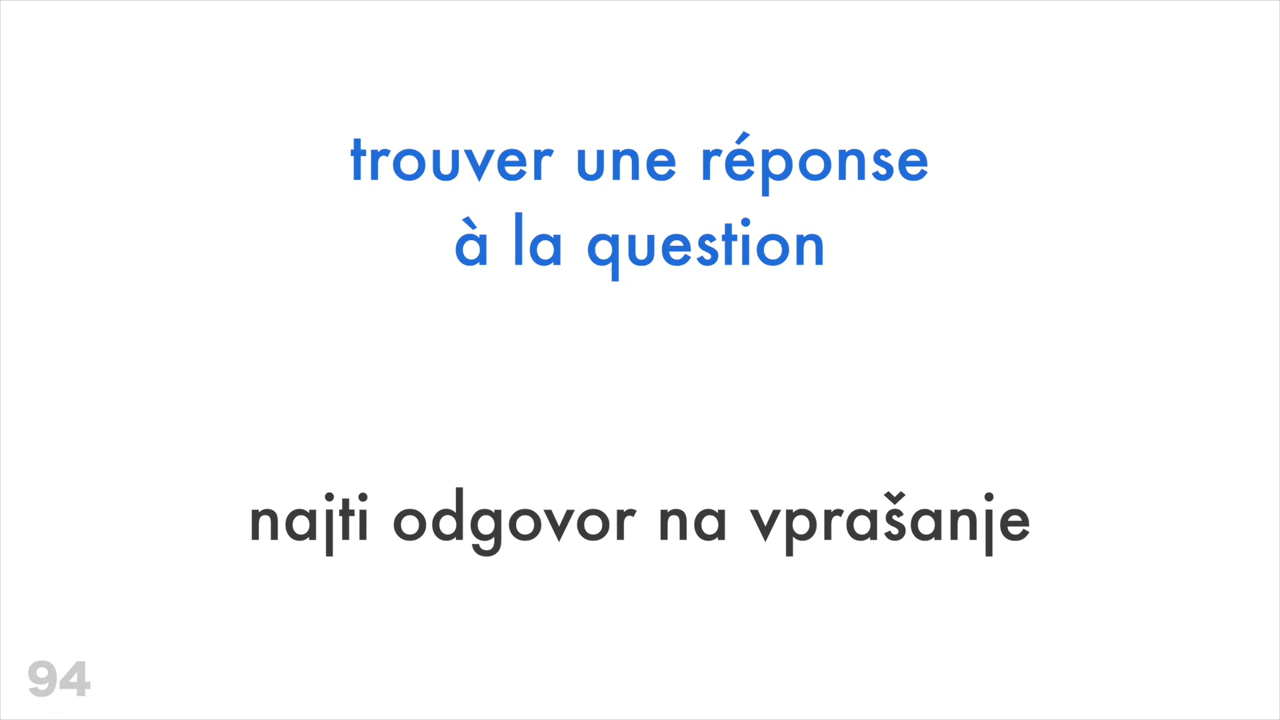 trouver une réponse
à la question
najti odgovor na vprašanje
94